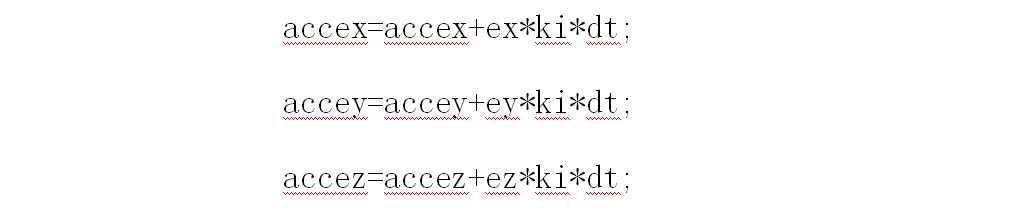 accex=accex+ex*ki*dt;
accey=accey+ey*ki*dt;
accez=accez+ez*ki*dt;